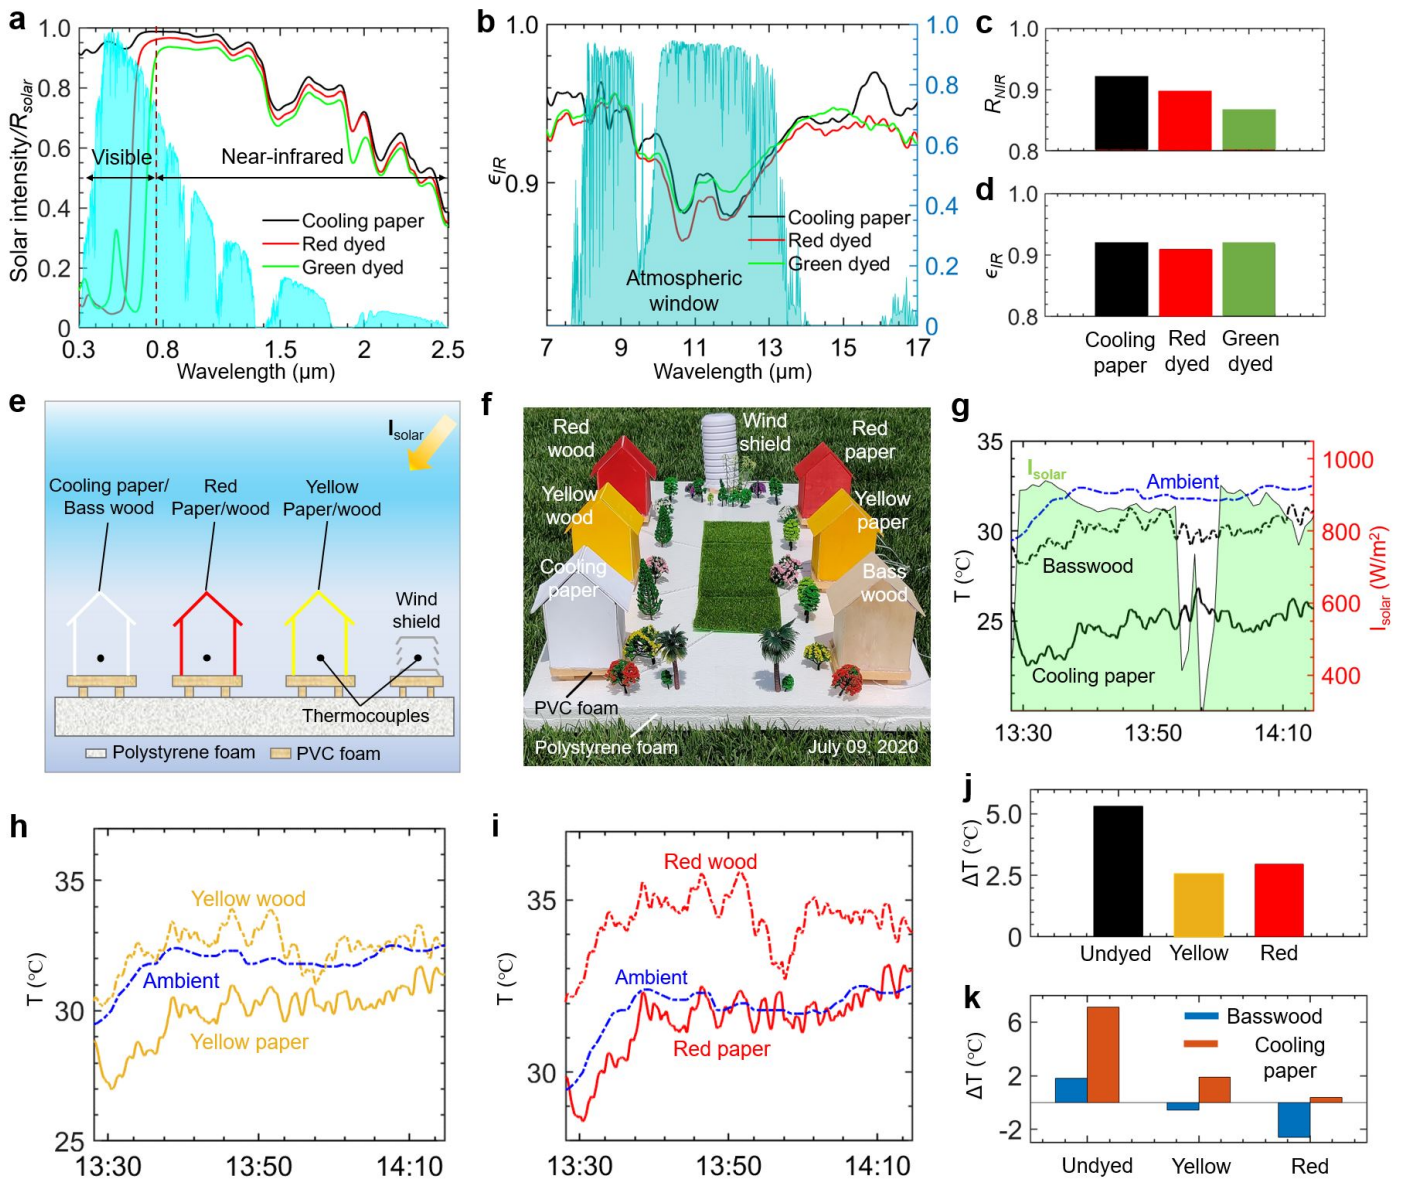 a
1.0
0.8
0.6
0.4
0.2
0
Solar intensity/Rsolar
Visible
Near-infrared
Cooling paper
Red dyed
Green dyed
0.3
0.8
1.5
2
2.5
Wavelength (μm)
b
1.0
0.9
ϵIR
1.0
0.8
0.6
0.4
0.2
0
Cooling paper
Red dyed
Green dyed
Atmospheric
window
7
9
11
13
15
17
Wavelength (μm)
c
1.0
0.9
0.8
RNIR
d
1.0
0.9
0.8
ϵIR
Cooling
paper
Red
dyed
Green
dyed
e
Isolar
Cooling paper/
Bass wood
Red
Paper/wood
Yellow
Paper/wood
Wind
shield
Thermocouples
Polystyrene foam
PVC foam
f
Red
wood
Wind
shield
Red
paper
Yellow
wood
Yellow
paper
Cooling
paper
Bass
wood
PVC foam
Polystyrene foam
July 09, 2020
g
35
30
25
T (°C)
Isolar
Ambient
Basswood
Cooling paper
1000
800
600
400
Isolar (W/m²)
13:30
13:50
14:10
h
35
30
25
T (°C)
Yellow wood
Ambient
Yellow paper
13:30
13:50
14:10
i
35
30
T (°C)
Red wood
Ambient
Red paper
13:30
13:50
14:10
j
5.0
2.5
0
ΔT (°C)
Undyed
Yellow
Red
k
6
2
-2
ΔT (°C)
Basswood
Cooling
paper
Undyed
Yellow
Red